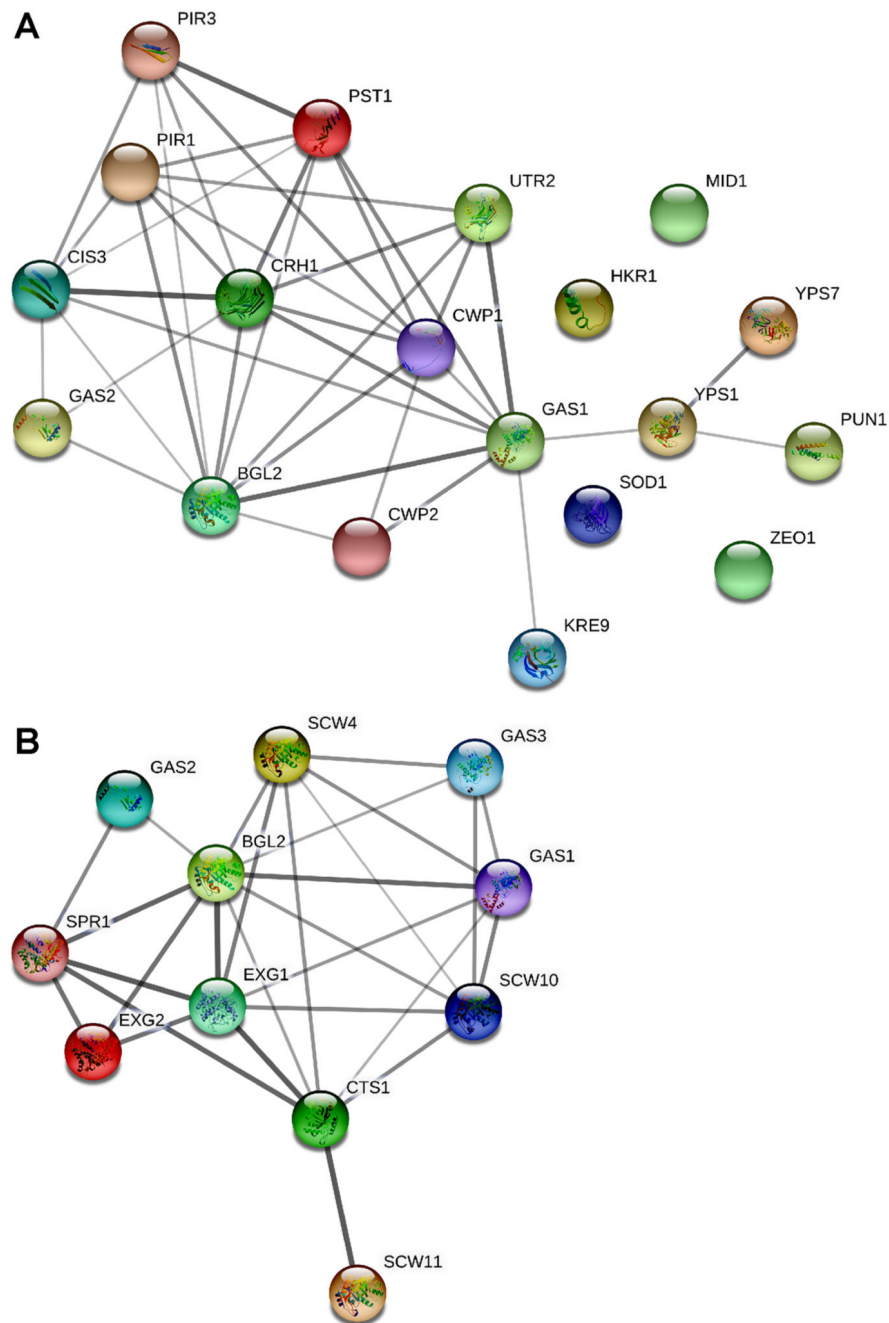 A
PIR3
PST1
PIR1
UTR2
MID1
CIS3
CRH1
HKR1
YPS7
CWP1
GAS2
GAS1
YPS1
PUN1
BGL2
SOD1
CWP2
ZEO1
KRE9
B
SCW4
GAS3
GAS2
BGL2
GAS1
SPR1
EXG1
SCW10
EXG2
CTS1
SCW11